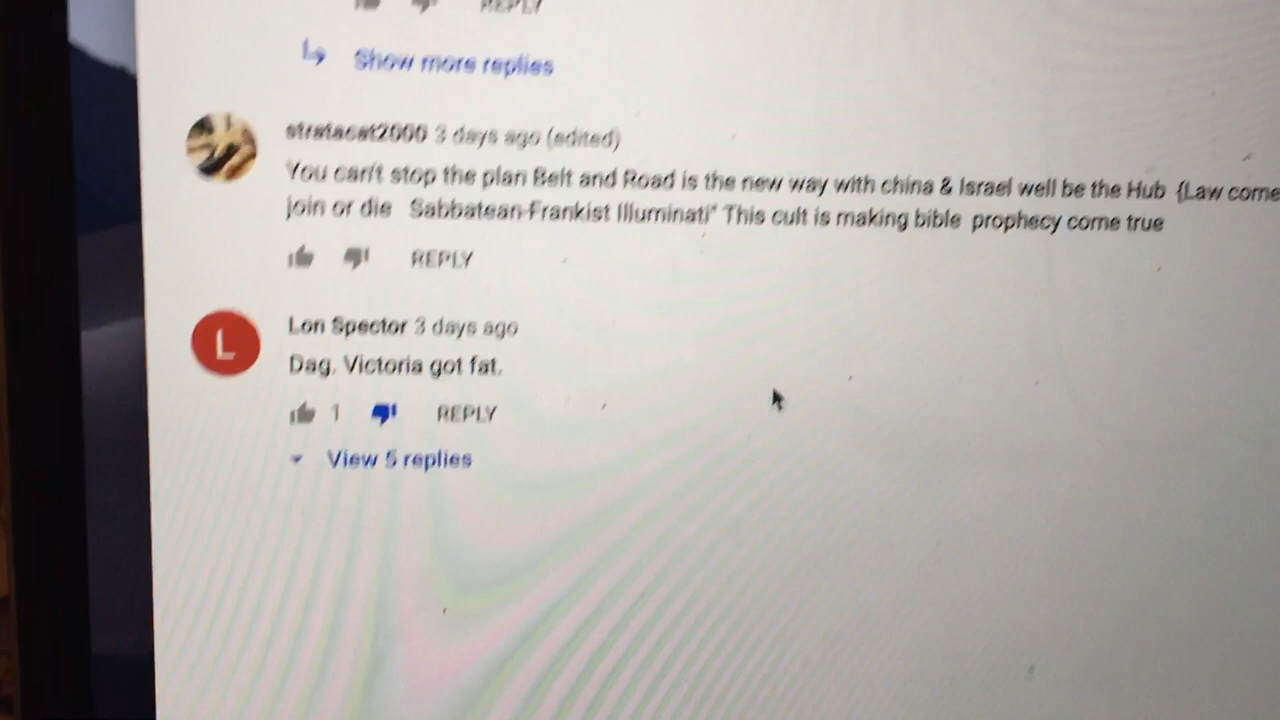 REPLY
Show more replies
stratacat2000 3 days ago (edited)
You can't stop the plan Belt and Road is the new way with china & Israel well be the Hub {Law come
join or die Sabbatean-Frankist Illuminati" This cult is making bible prophecy come true
REPLY
L
Lon Spector 3 days ago
Dag, Victoria got fat.
1 REPLY
View 5 replies